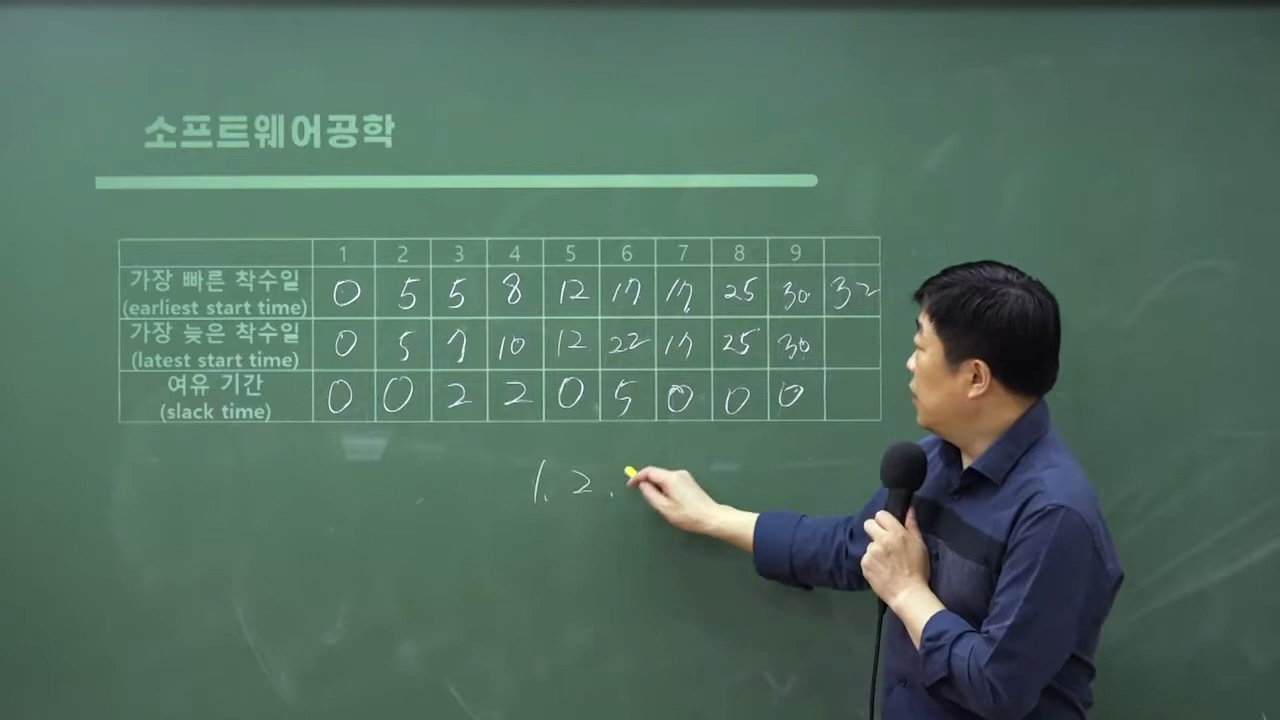 소프트웨어공학
1 2 3 4 5 6 7 8 9
가장 빠른 착수일
(earliest start time) 0 5 5 8 12 17 17 25 30 32
가장 늦은 착수일
(latest start time) 0 5 7 10 12 22 17 25 30
여유 기간
(slack time) 0 0 2 2 0 5 0 0 0
1. 2.